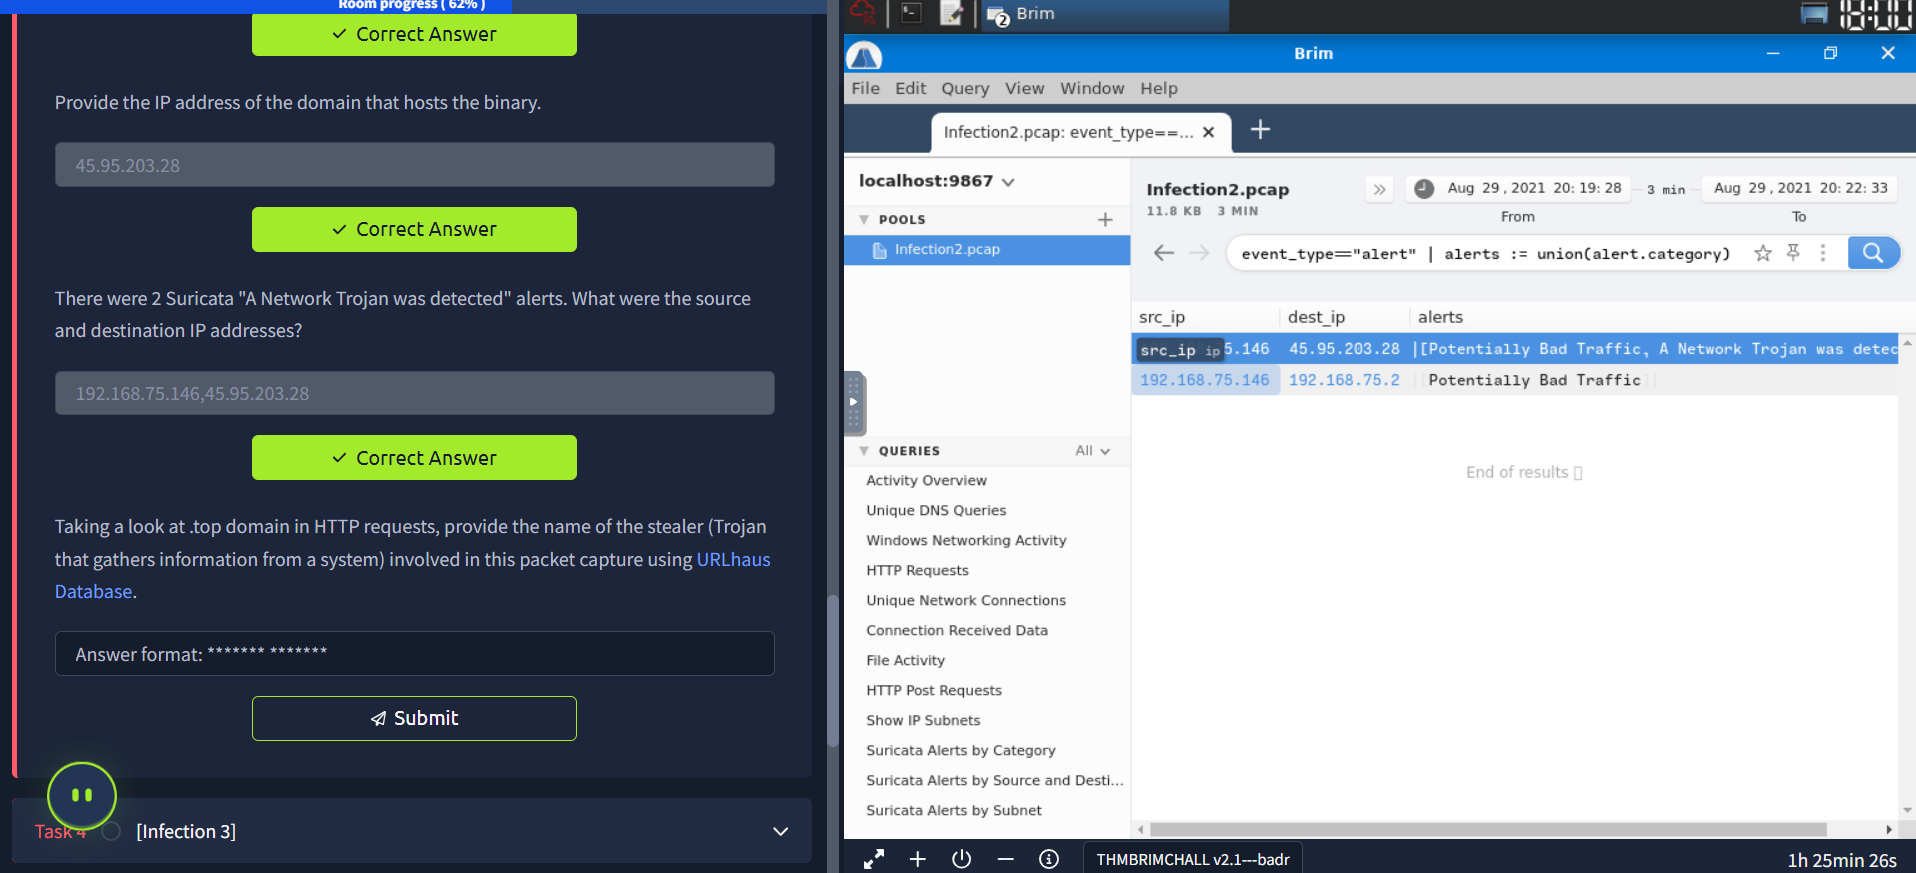 Room progress ( 62% )
Correct Answer
Provide the IP address of the domain that hosts the binary.
45.95.203.28
Correct Answer
There were 2 Suricata "A Network Trojan was detected" alerts. What were the source
and destination IP addresses?
192.168.75.146,45.95.203.28
Correct Answer
Taking a look at .top domain in HTTP requests, provide the name of the stealer (Trojan
that gathers information from a system) involved in this packet capture using URLhaus
Database.
Answer format: ******* *******
Submit
Task 4
[Infection 3]
2 Brim
18:00
Brim
File Edit Query View Window Help
Infection2.pcap: event_type==...
localhost:9867
POOLS
Infection2.pcap
QUERIES
All
Activity Overview
Unique DNS Queries
Windows Networking Activity
HTTP Requests
Unique Network Connections
Connection Received Data
File Activity
HTTP Post Requests
Show IP Subnets
Suricata Alerts by Category
Suricata Alerts by Source and Desti...
Suricata Alerts by Subnet
Infection2.pcap
11.8 KB 3 MIN
Aug 29, 2021 20:19:28
3 min
Aug 29, 2021 20:22:33
From
To
event_type=="alert" | alerts := union(alert.category)
src_ip dest_ip alerts
src_ip ip 5.146 45.95.203.28 |[Potentially Bad Traffic, A Network Trojan was detec
192.168.75.146 192.168.75.2 Potentially Bad Traffic
End of results
THMBRIMCHALL v2.1---badr
1h 25min 26s